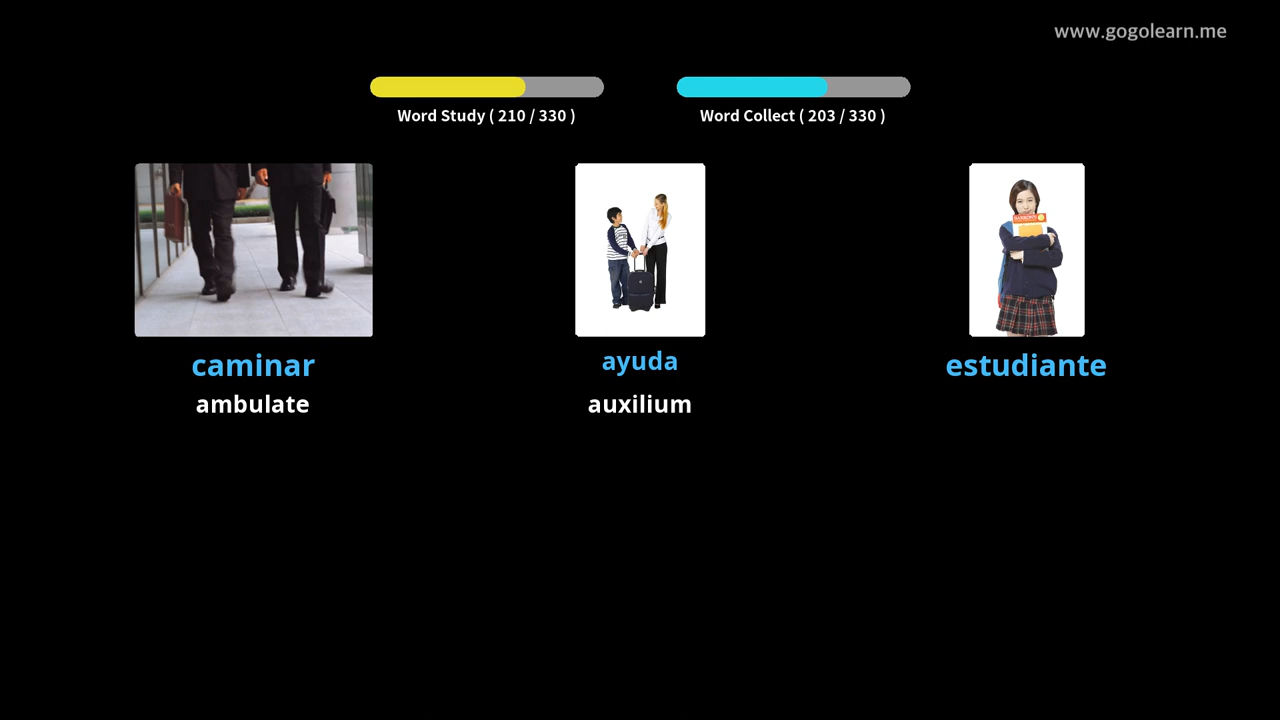 www.gogolearn.me
Word Study ( 210 / 330 )
Word Collect ( 203 / 330 )
caminar
ambulate
ayuda
auxilium
estudiante